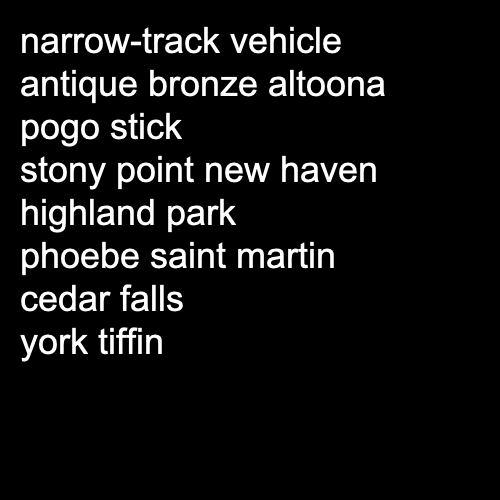 narrow-track vehicle
antique bronze altoona
pogo stick
stony point new haven
highland park
phoebe saint martin
cedar falls
york tiffin